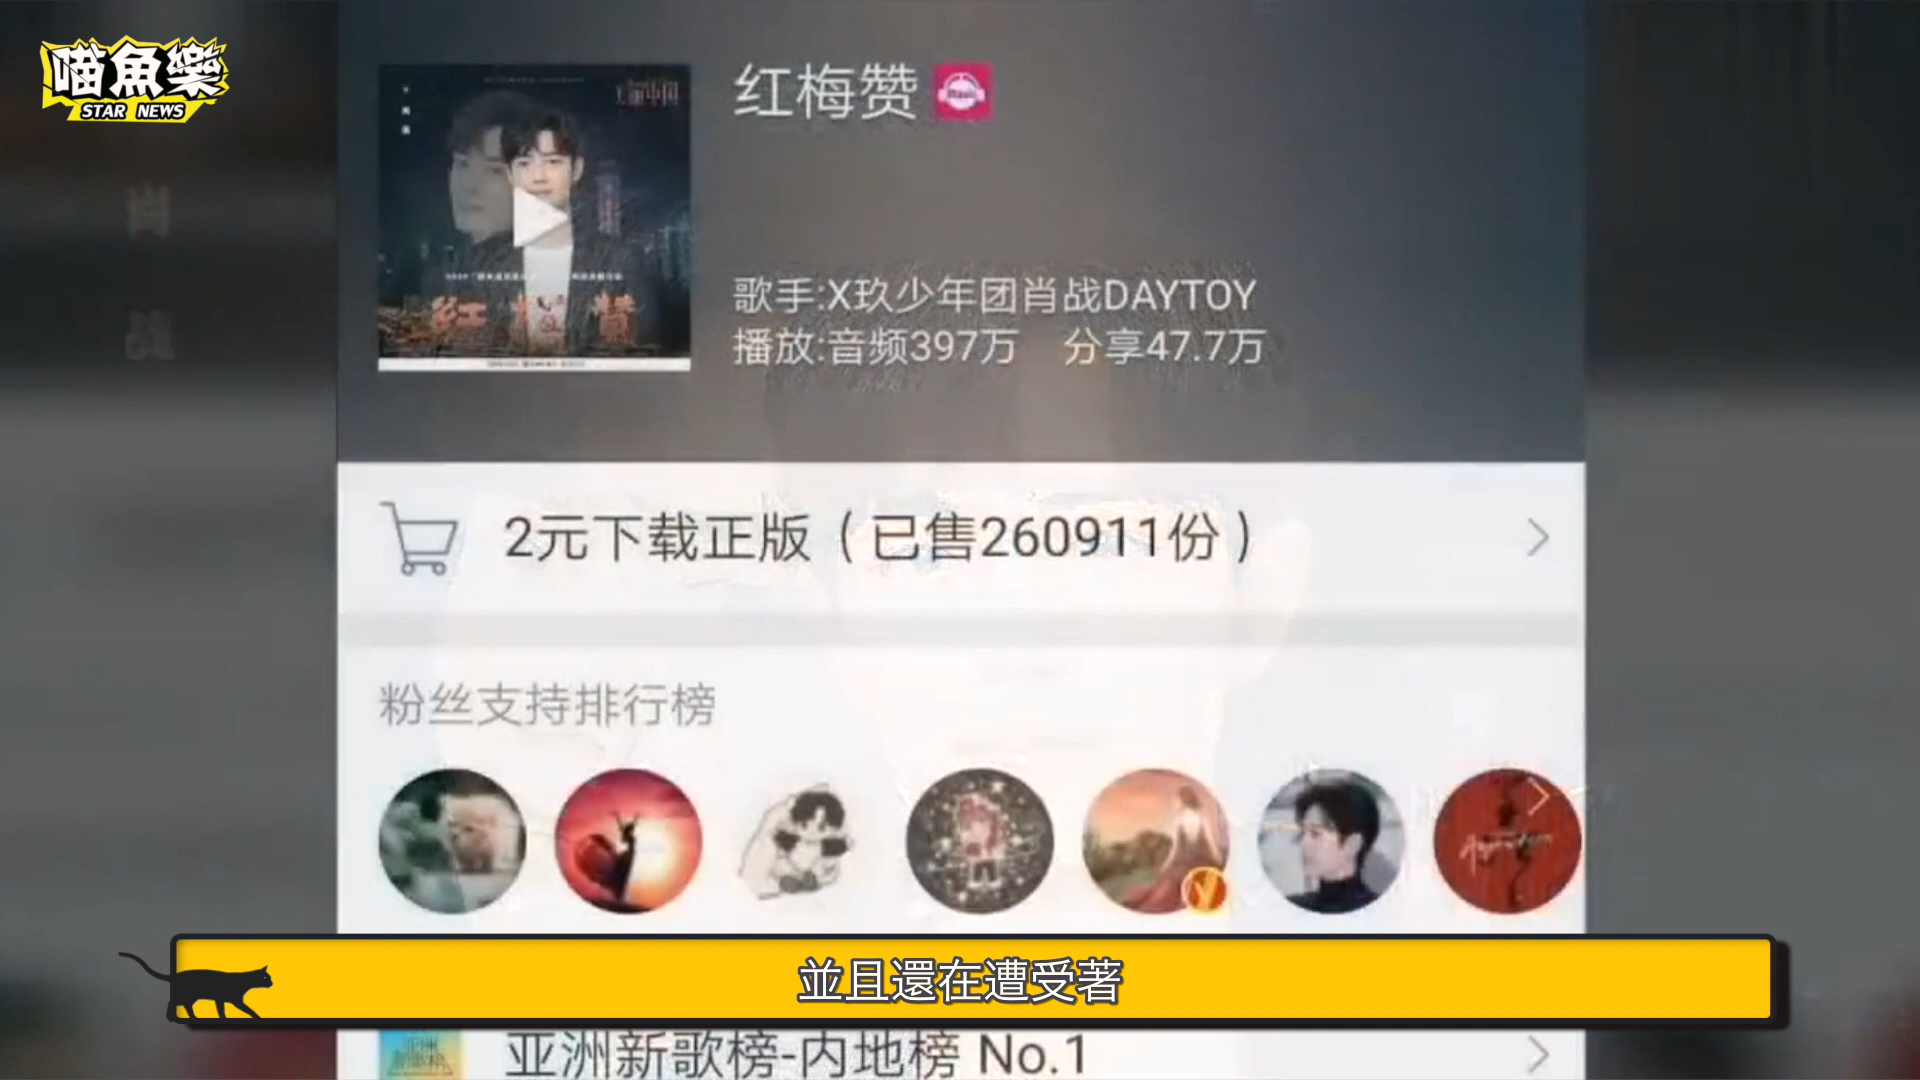 喵魚樂
STAR NEWS
红梅赞
歌手:X玖少年团肖战DAYTOY
播放:音频397万 分享47.7万
2元下载正版（已售260911份）
粉丝支持排行榜
並且還在遭受著
亚洲新歌榜-内地榜 No.1
肖
战